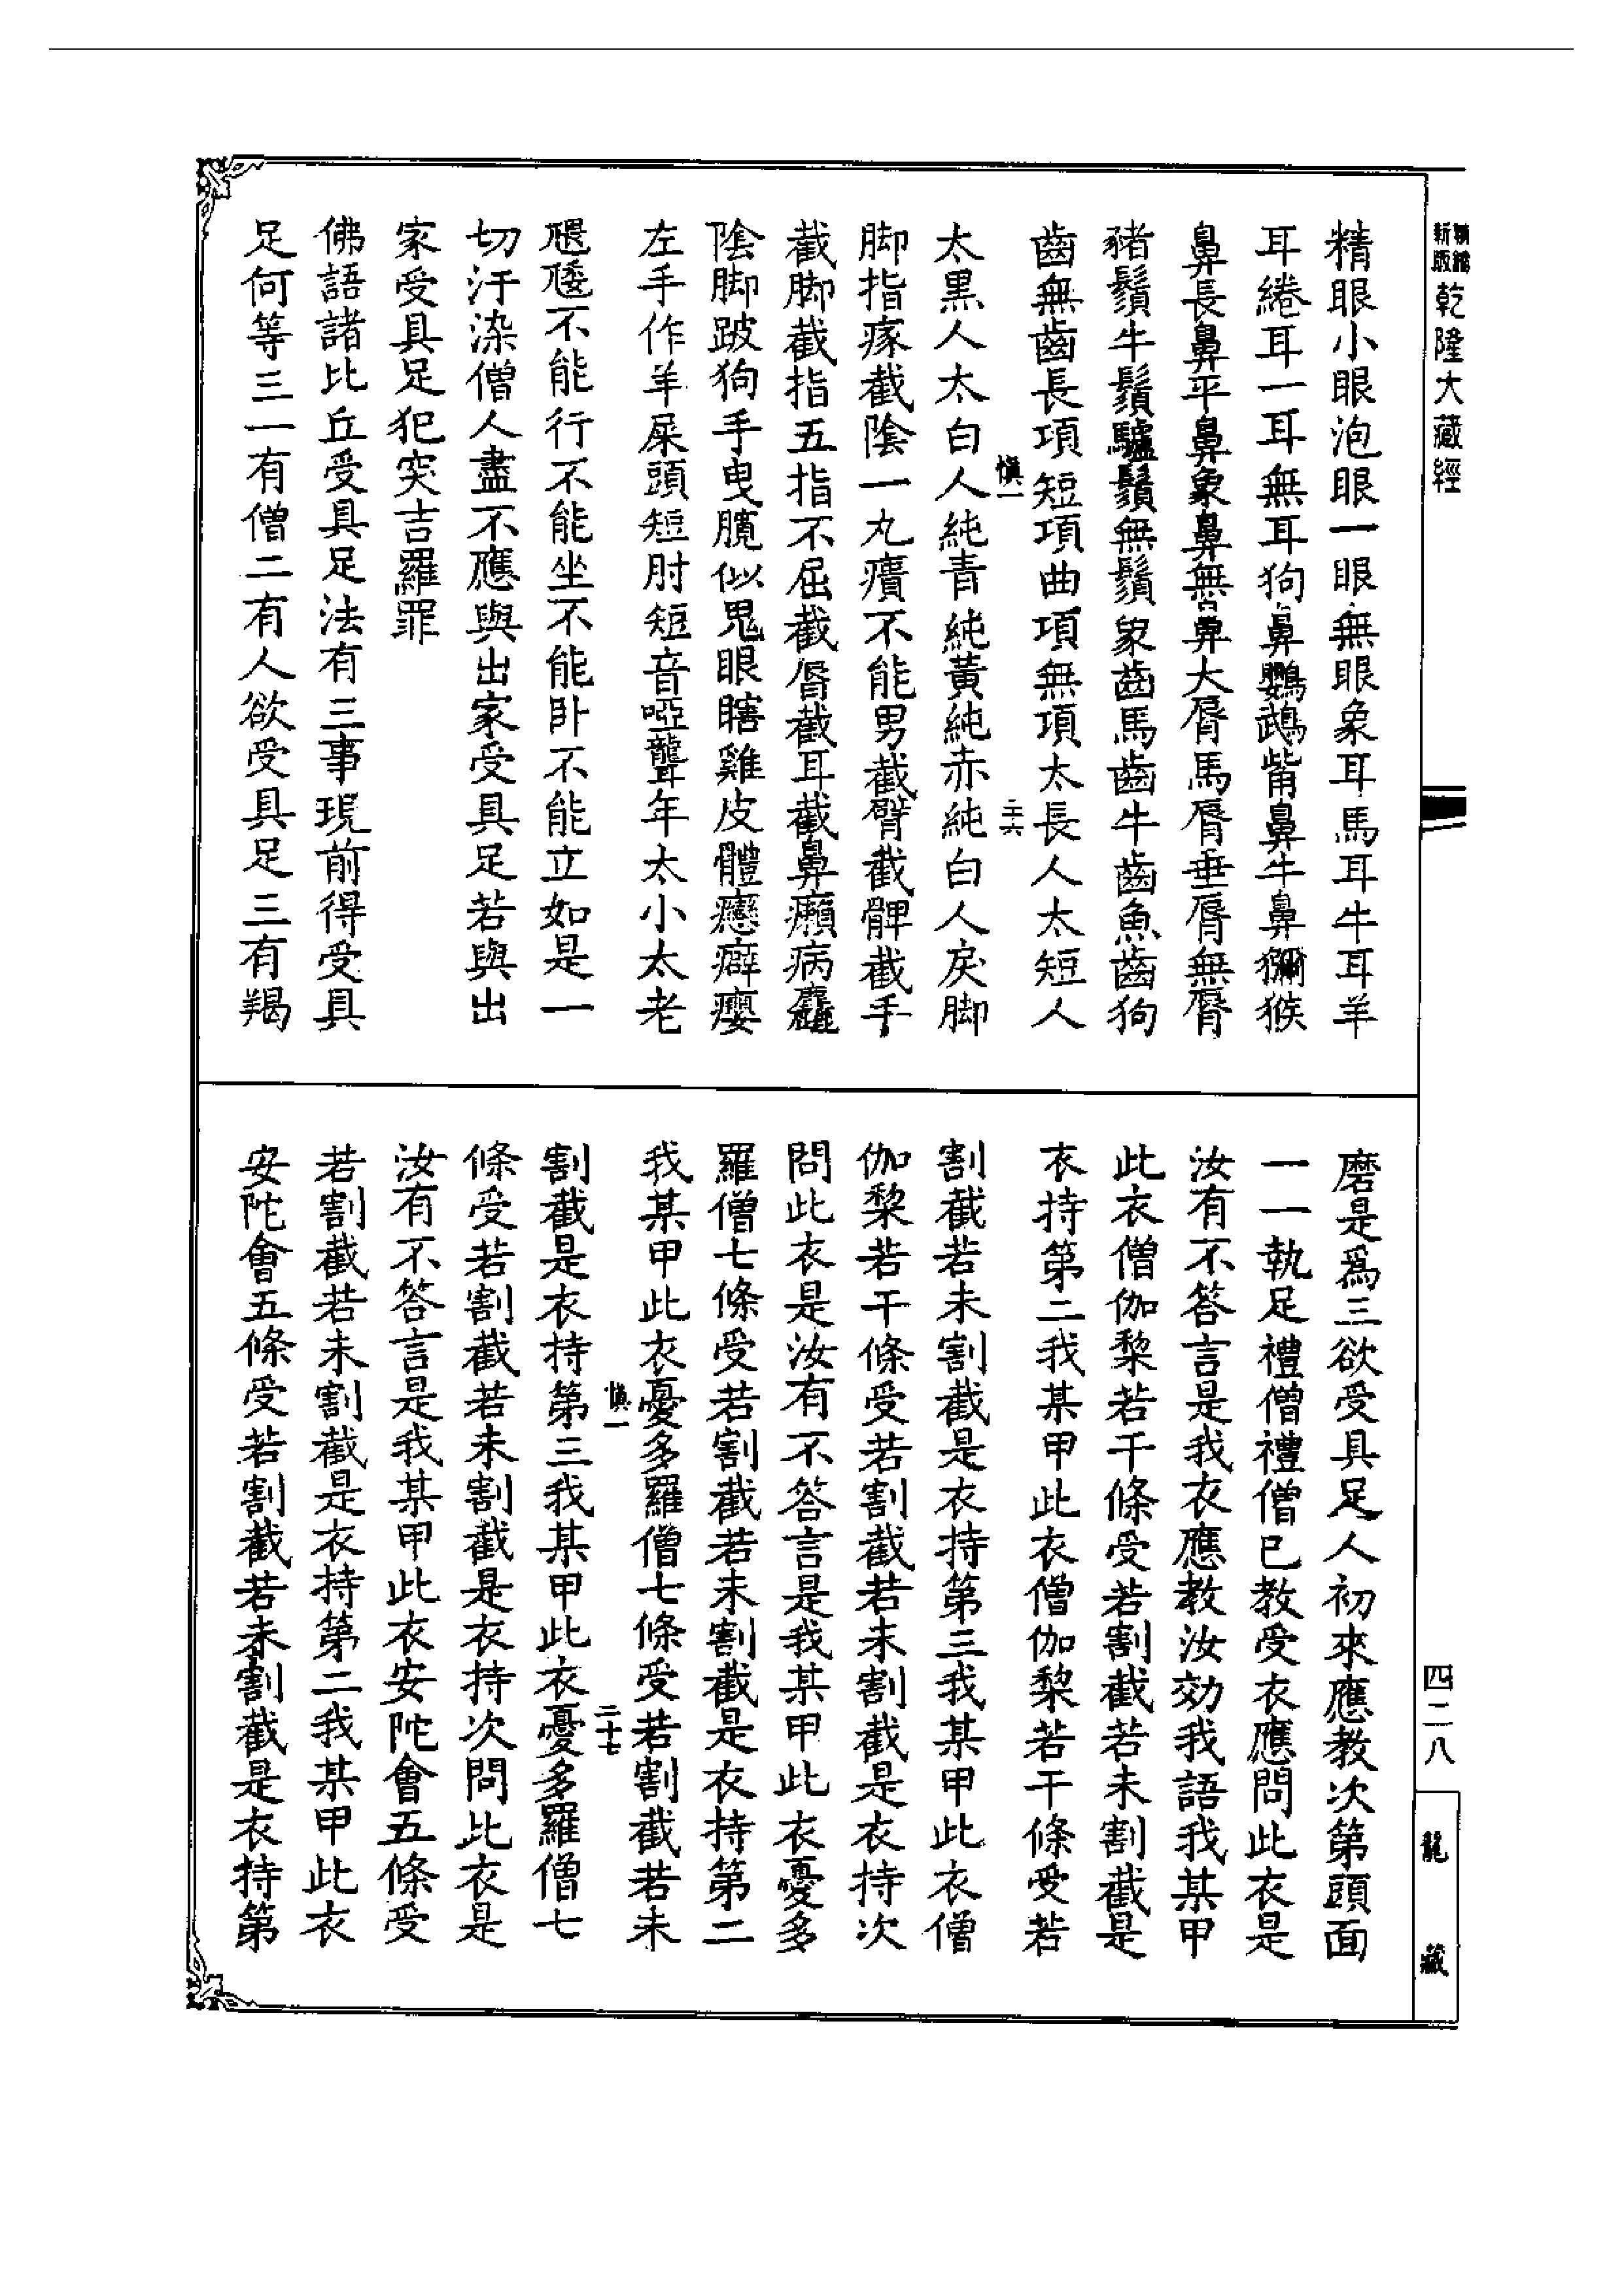 新版 乾隆大藏經
精眼小眼泡眼一眼無眼象耳馬耳牛耳羊
耳綣耳一耳無耳狗鼻鸚鵡觜鼻牛鼻獼猴
鼻長鼻平鼻象鼻無鼻大脣馬脣垂脣無脣
豬鬚牛鬚驢鬚無鬚象齒馬齒牛齒魚齒狗
齒無齒長項短項曲項無項太長人太短人
慎一
二十六
太黑人太白人純青純黃純赤純白人戾脚
脚指瘃截陰一丸㿉不能男截臂截髀截手
截脚截指五指不屈截脣截耳截鼻癩病
陰脚跛狗手曳臗似鬼眼瞎雞皮體癖癭
左手作羊屎頭短肘短音啞聾年太小太老
不能行不能坐不能卧不能立如是一
切汙染僧人盡不應與出家受具足若與出
家受具足犯突吉羅罪
佛語諸比丘受具足法有三事現前得受具
足何等三一有僧二有人欲受具足三有羯
磨是爲三欲受具足人初來應教次第頭面
一一執足禮僧禮僧已教受衣應問此衣是
汝有不答言是我衣應教汝効我語我某甲
此衣僧伽棃若干條受若割截若未割截是
衣持第二我某甲此衣僧伽棃若干條受若
割截若未割截是衣持第三我某甲此衣僧
伽棃若干條受若割截若未割截是衣持次
問此衣是汝有不答言是我某甲此衣憂多
羅僧七條受若割截若未割截是衣持第二
我某甲此衣憂多羅僧七條受若割截若未
慎一
二十七
割截是衣持第三我某甲此衣憂多羅僧七
條受若割截若未割截是衣持次問此衣是
汝有不答言是我某甲此衣安陀會五條受
若割截若未割截是衣持第二我某甲此衣
安陀會五條受若割截若未割截是衣持第
四二八
龍藏